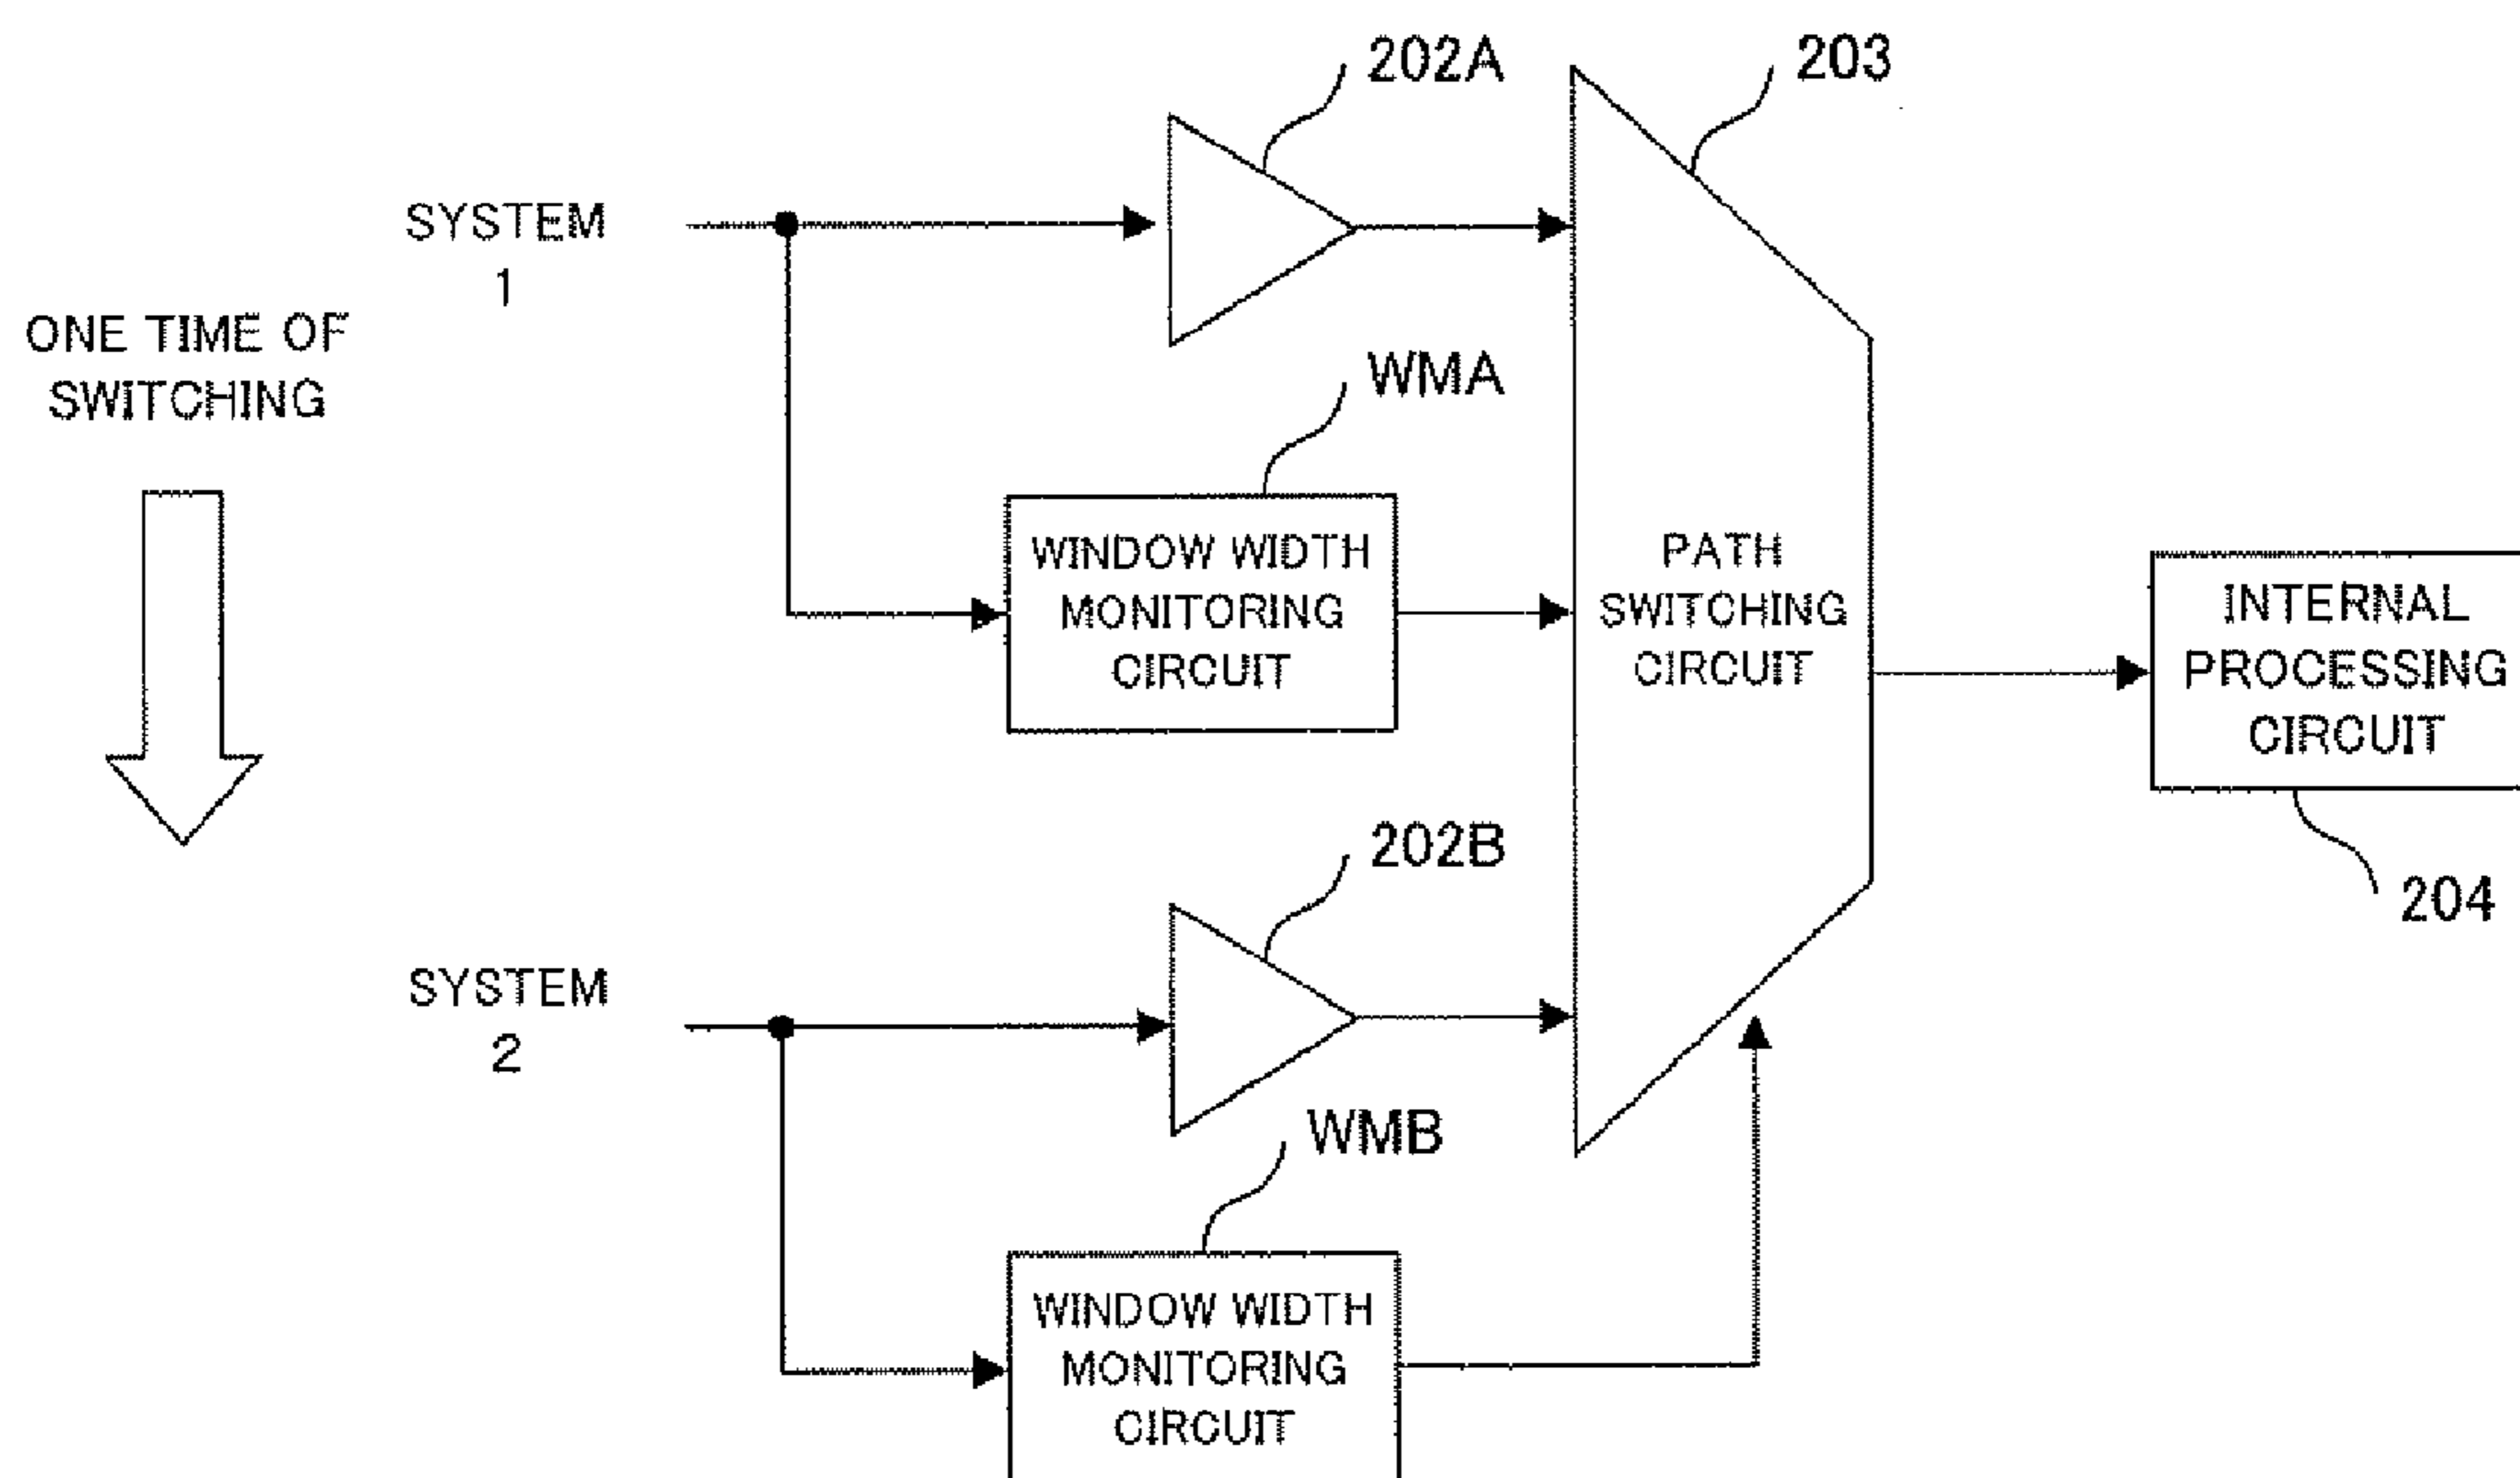 202A
203
SYSTEM
1
ONE TIME OF
SWITCHING
WMA
WINDOW WIDTH
MONITORING
CIRCUIT
PATH
SWITCHING
CIRCUIT
INTERNAL
PROCESSING
CIRCUIT
204
202B
SYSTEM
2
WMB
WINDOW WIDTH
MONITORING
CIRCUIT